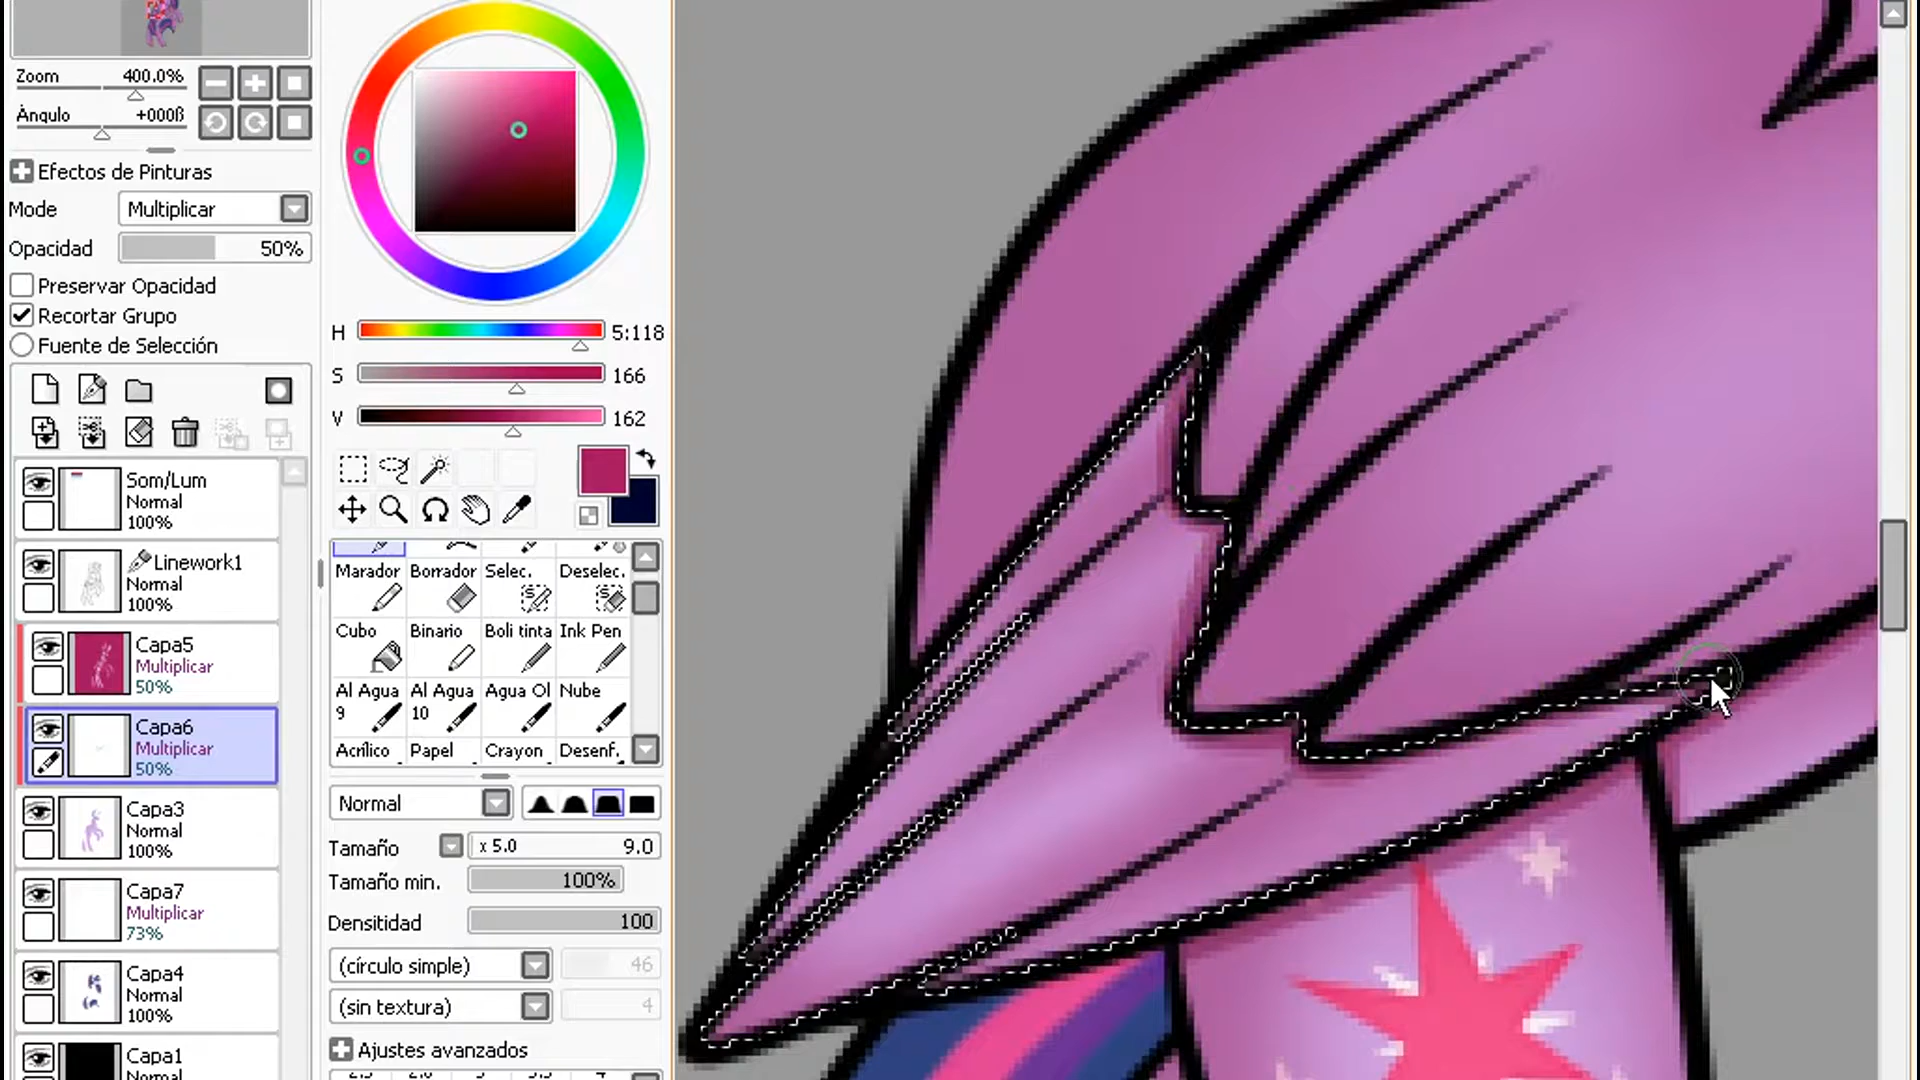 Zoom 400.0%
Ángulo +000ß
Efectos de Pinturas
Mode Multiplicar
Opacidad 50%
Preservar Opacidad
Recortar Grupo
Fuente de Selección
Som/Lum
Normal
100%
Linework1
Normal
100%
Capa5
Multiplicar
50%
Capa6
Multiplicar
50%
Capa3
Normal
100%
Capa7
Multiplicar
73%
Capa4
Normal
100%
Capa1
Normal
H 5:118
S 166
V 162
Marador Borrador Selec. Deselec.
Cubo Binario Boli tinta Ink Pen
Al Agua 9 Al Agua 10 Agua Ol Nube
Acrílico Papel Crayon Desenf.
Normal
Tamaño x 5.0 9.0
Tamaño min. 100%
Densitidad 100
(círculo simple) 46
(sin textura) 4
Ajustes avanzados